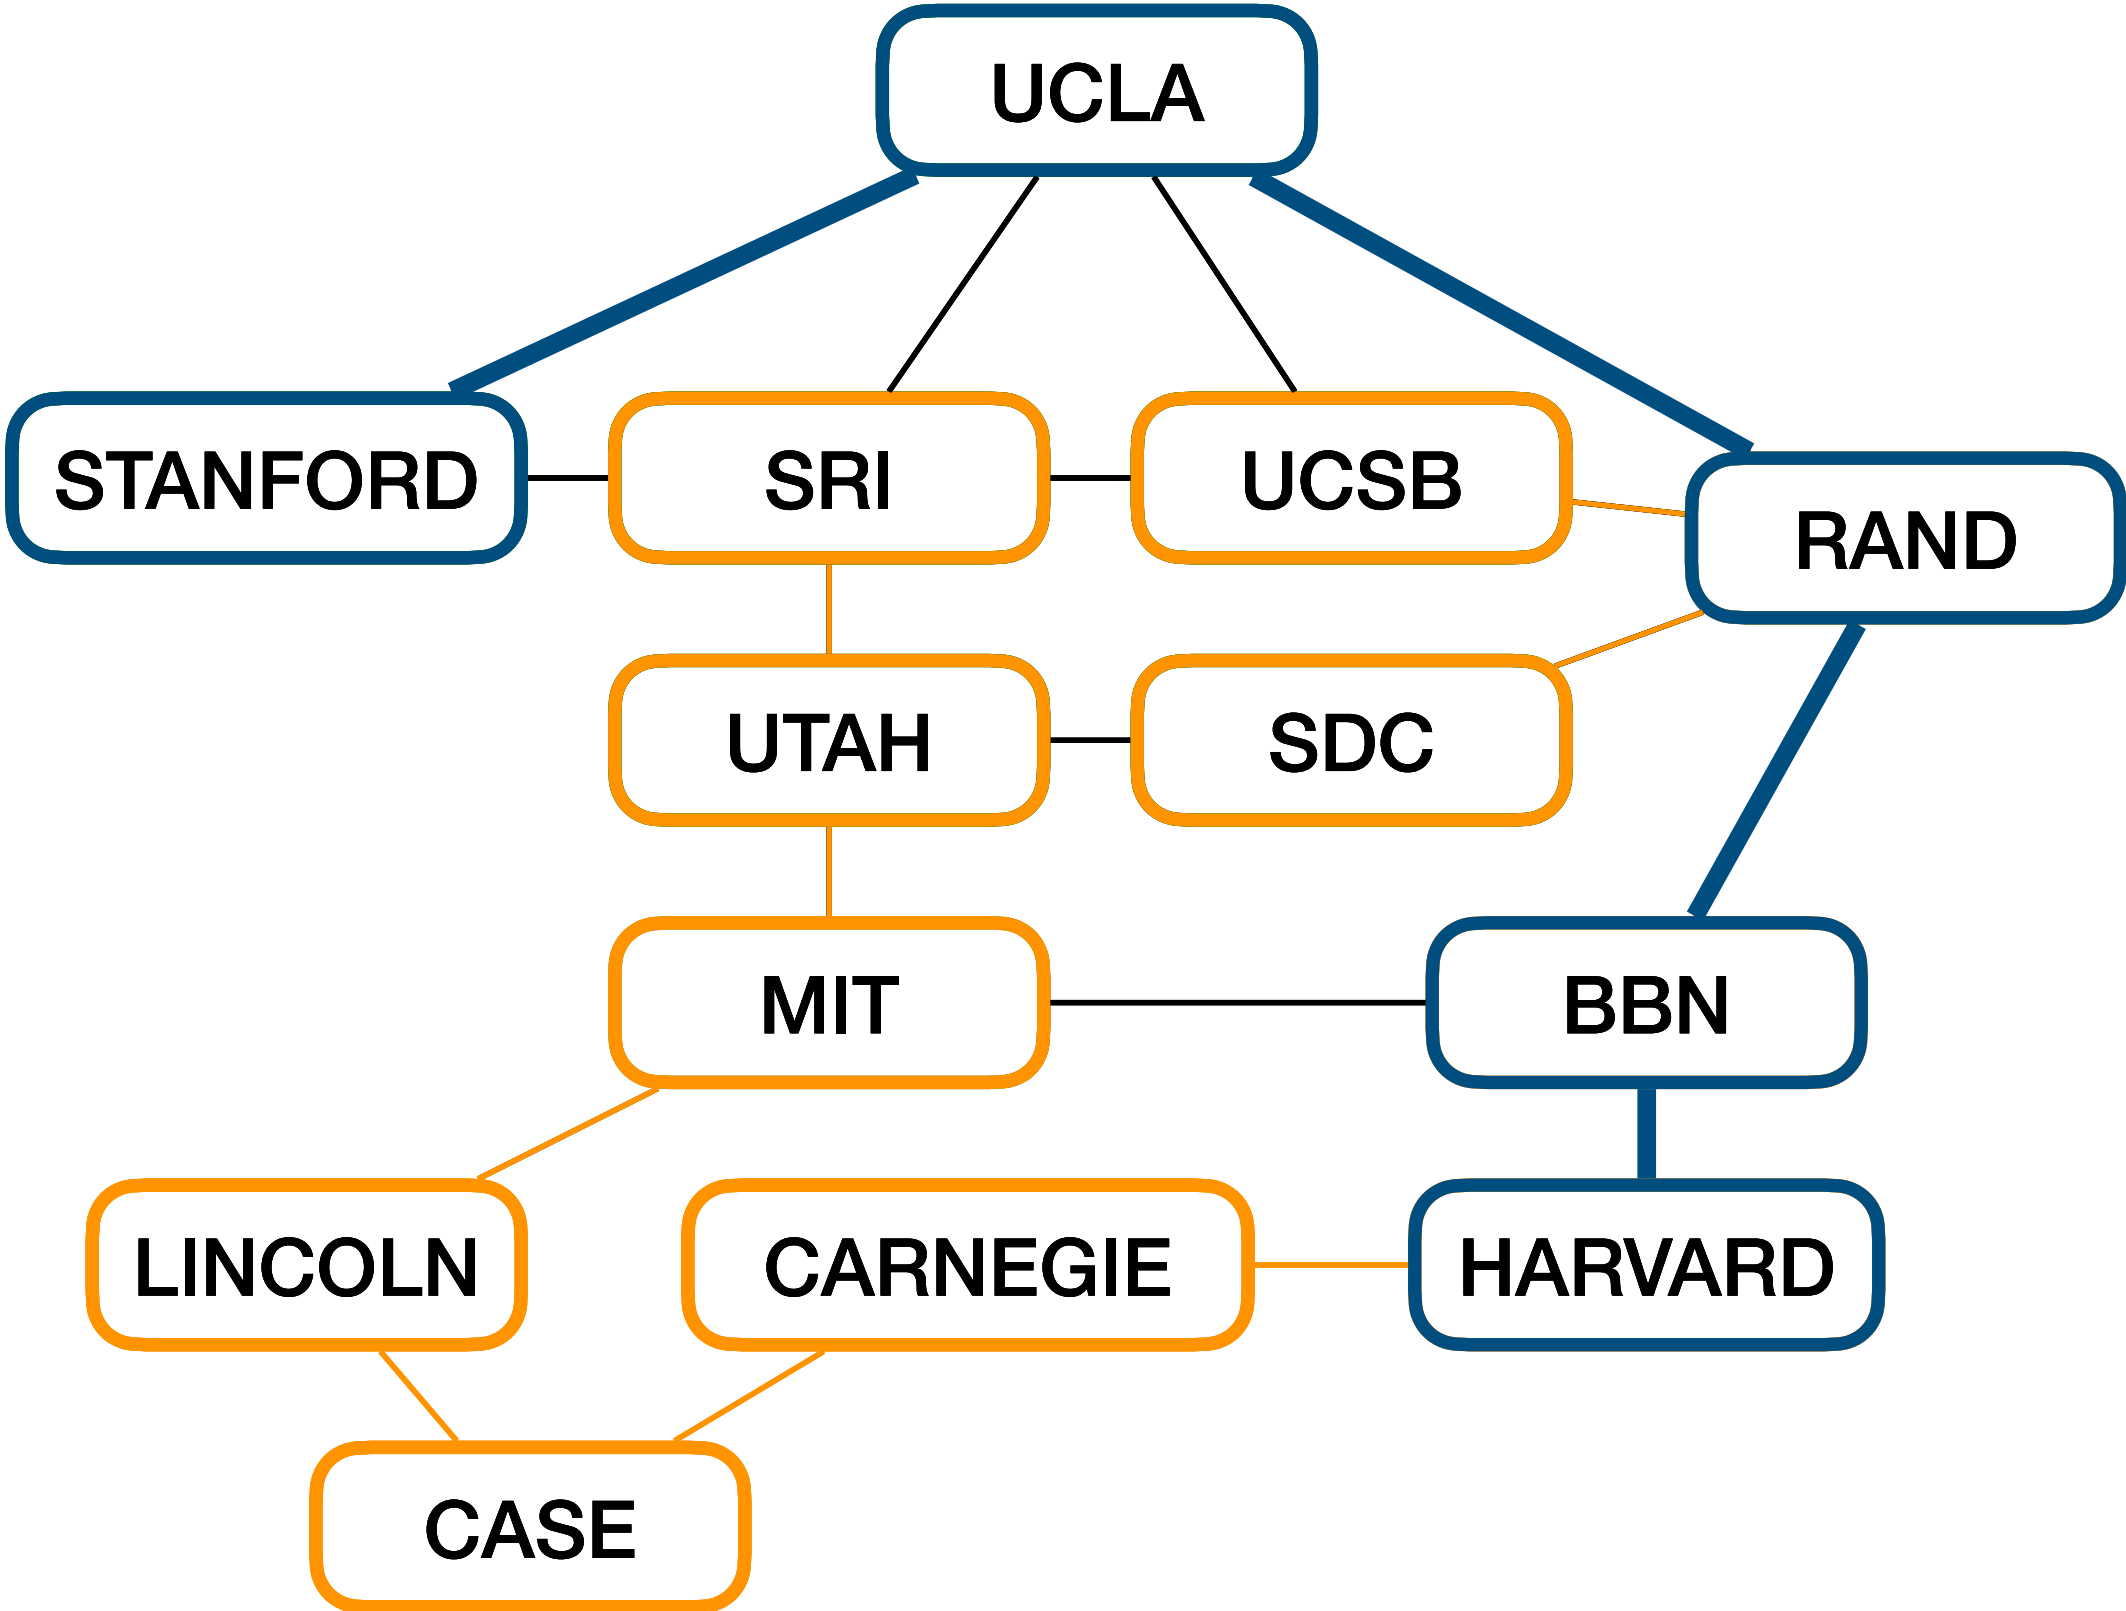 UCLA
STANFORD
SRI
UCSB
RAND
UTAH
SDC
MIT
BBN
LINCOLN
CARNEGIE
HARVARD
CASE